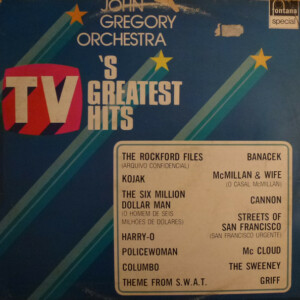 JOHN
GREGORY
ORCHESTRA
fontana
special
TV'S
GREATEST
HITS
THE ROCKFORD FILES
(ARQUIVO CONFIDENCIAL)
KOJAK
THE SIX MILLION
DOLLAR MAN
(O HOMEM DE SEIS
MILHÕES DE DÓLARES)
HARRY-O
POLICEWOMAN
COLUMBO
THEME FROM S.W.A.T.
BANACEK
McMILLAN & WIFE
(O CASAL McMILLAN)
CANNON
STREETS OF
SAN FRANCISCO
(SAN FRANCISCO URGENTE)
Mc CLOUD
THE SWEENEY
GRIFF